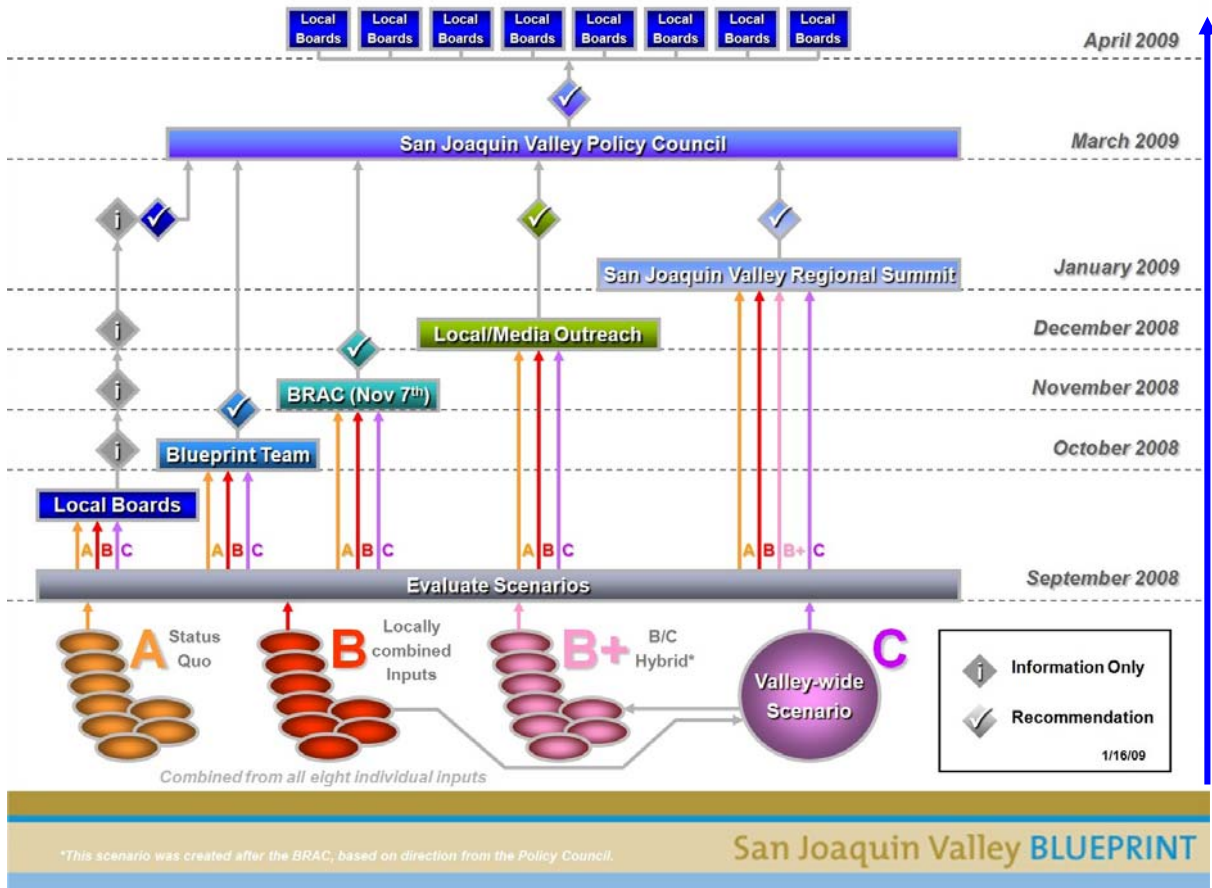 Local
Boards
Local
Boards
Local
Boards
Local
Boards
Local
Boards
Local
Boards
Local
Boards
Local
Boards
April 2009
San Joaquin Valley Policy Council
March 2009
i
San Joaquin Valley Regional Summit
January 2009
i
Local/Media Outreach
December 2008
i
BRAC (Nov 7th)
November 2008
i
Blueprint Team
October 2008
Local Boards
A B C
A B C
A B C
A B C
A B B+ C
Evaluate Scenarios
September 2008
A
Status
Quo
B
Locally
combined
Inputs
B+
B/C
Hybrid*
Valley-wide
Scenario
C
i Information Only
Recommendation
1/16/09
Combined from all eight individual inputs
*This scenario was created after the BRAC, based on direction from the Policy Council.
San Joaquin Valley BLUEPRINT